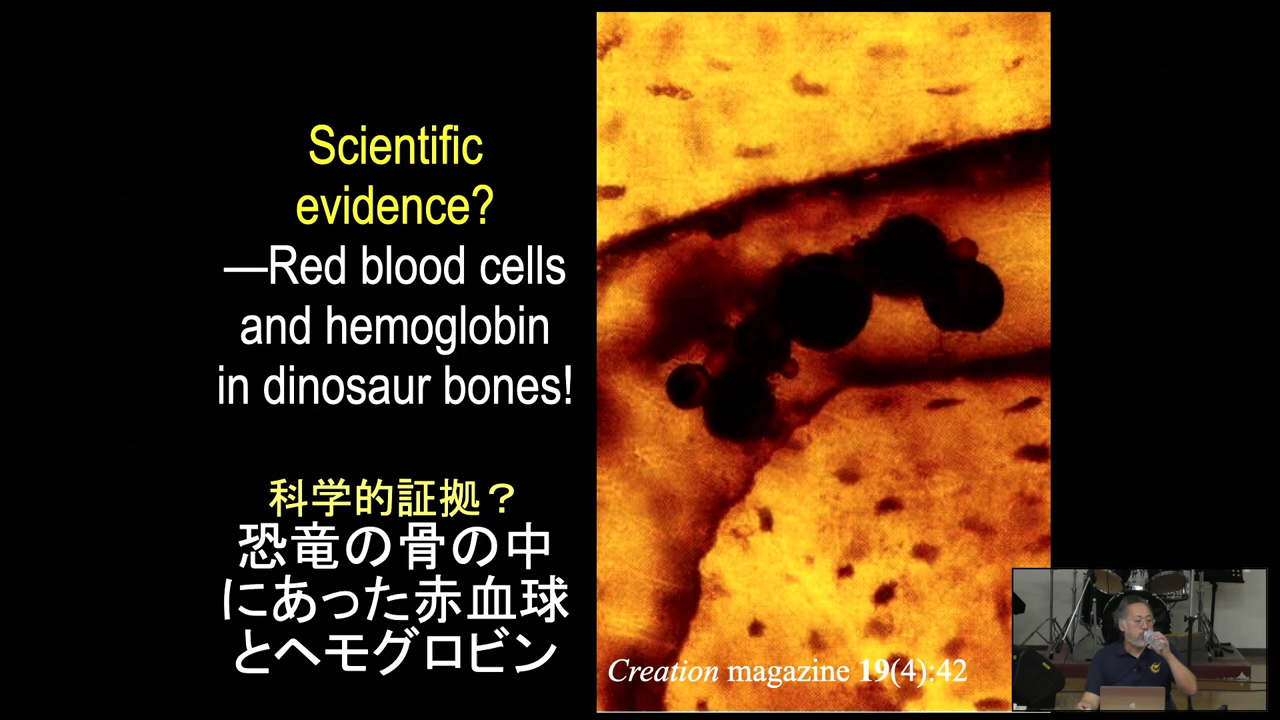 Scientific
evidence?
—Red blood cells
and hemoglobin
in dinosaur bones!
科学的証拠？
恐竜の骨の中
にあった赤血球
とヘモグロビン
Creation magazine 19(4):42